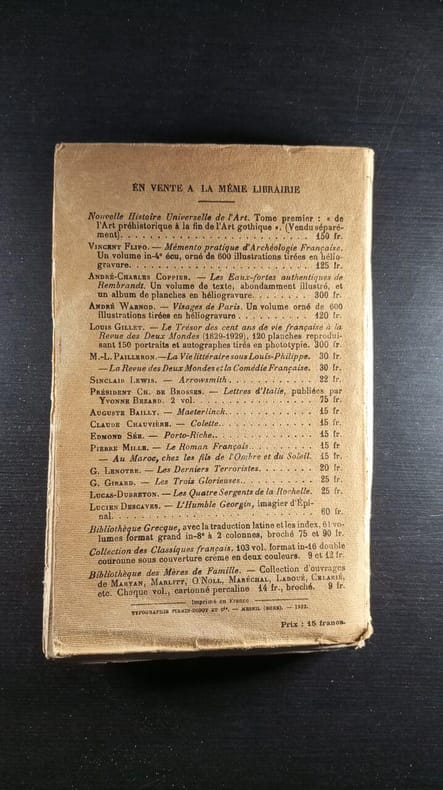 EN VENTE A LA MÊME LIBRAIRIE
Nouvelle Histoire Universelle de l'Art. Tome premier : « de
l'Art préhistorique à la fin de l'Art gothique ». (Vendu séparé-
ment). 150 fr.
VINCENT FLIPO. — Mémento pratique d'Archéologie Française.
Un volume in-4° écu, orné de 600 illustrations tirées en hélio-
gravure. 125 fr.
ANDRÉ-CHARLES COPPIER. — Les Eaux-fortes authentiques de
Rembrandt. Un volume de texte, abondamment illustré, et
un album de planches en héliogravure. 300 fr.
ANDRÉ WARNOD. — Visages de Paris. Un volume orné de 600
illustrations tirées en héliogravure. 120 fr.
LOUIS GILLET. — Le Trésor des cent ans de vie française à la
Revue des Deux Mondes (1829-1929), 120 planches reprodui-
sant 150 portraits et autographes tirés en phototypie. 300 fr.
M.-L. PAILLERON. — La Vie littéraire sous Louis-Philippe. 30 fr.
— La Revue des Deux Mondes et la Comédie Française. 30 fr.
SINCLAIR LEWIS. — Arrowsmith. 22 fr.
PRÉSIDENT CH. DE BROSSES. — Lettres d'Italie, publiées par
YVONNE BEZARD. 2 vol. 75 fr.
AUGUSTE BAILLY. — Maeterlinck. 15 fr.
CLAUDE CHAUVIÈRE. — Colette. 15 fr.
EDMOND SÉE. — Porto-Riche. 15 fr.
PIERRE MILLE. — Le Roman Français. 15 fr.
— Au Maroc, chez les fils de l'Ombre et du Soleil. 15 fr.
G. LENOTRE. — Les Derniers Terroristes. 20 fr.
G. GIRARD. — Les Trois Glorieuses. 25 fr.
LUCAS-DUBRETON. — Les Quatre Sergents de la Rochelle. 25 fr.
LUCIEN DESCAVES. — L'Humble Georgin, imagier d'Épi-
nal. 60 fr.
Bibliothèque Grecque, avec la traduction latine et les index, 61 vo-
lumes format grand in-8° à 2 colonnes, broché 75 et 90 fr.
Collection des Classiques français. 103 vol. format in-16 double
couronne sous couverture crème en deux couleurs. 9 et 12 fr.
Bibliothèque des Mères de Famille. — Collection d'ouvrages
de MARYAN, MARLITT, O'NOLL, MARÉCHAL, LADOUÉ, CELARIÉ,
etc. Chaque vol., cartonné percaline 14 fr., broché. 9 fr.
Imprimé en France
TYPOGRAPHIE FIRMIN-DIDOT ET Cie. — MESNIL (EURE). — 1932.
Prix : 15 francs.